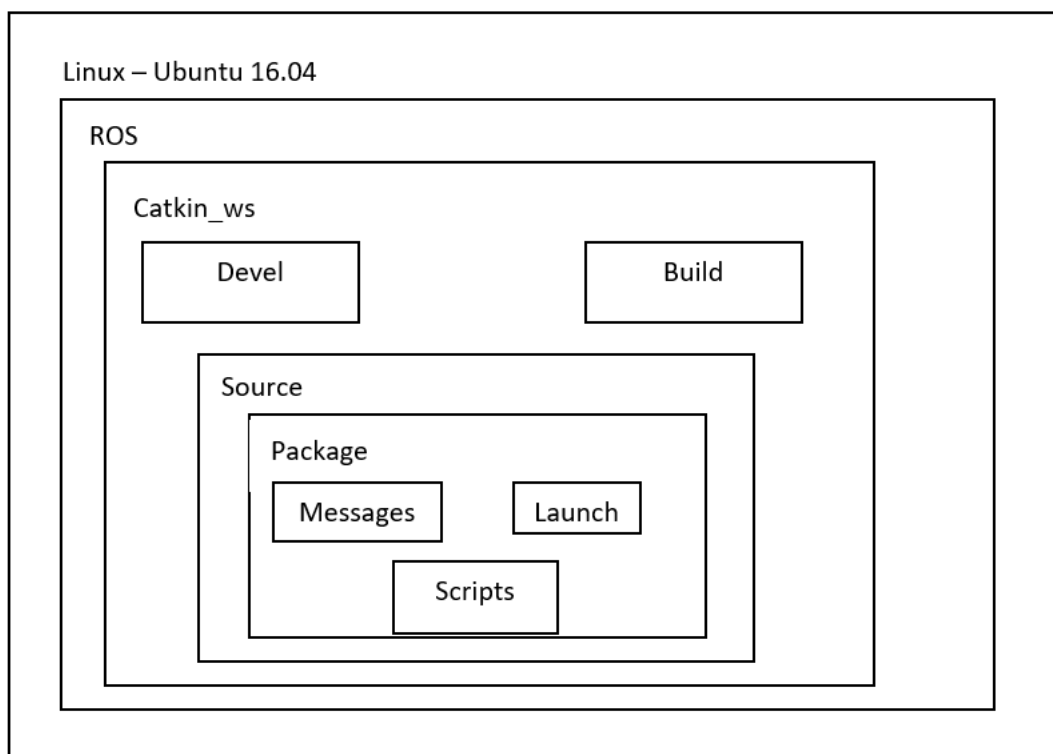 Linux – Ubuntu 16.04
ROS
Catkin_ws
Devel
Build
Source
Package
Messages
Launch
Scripts